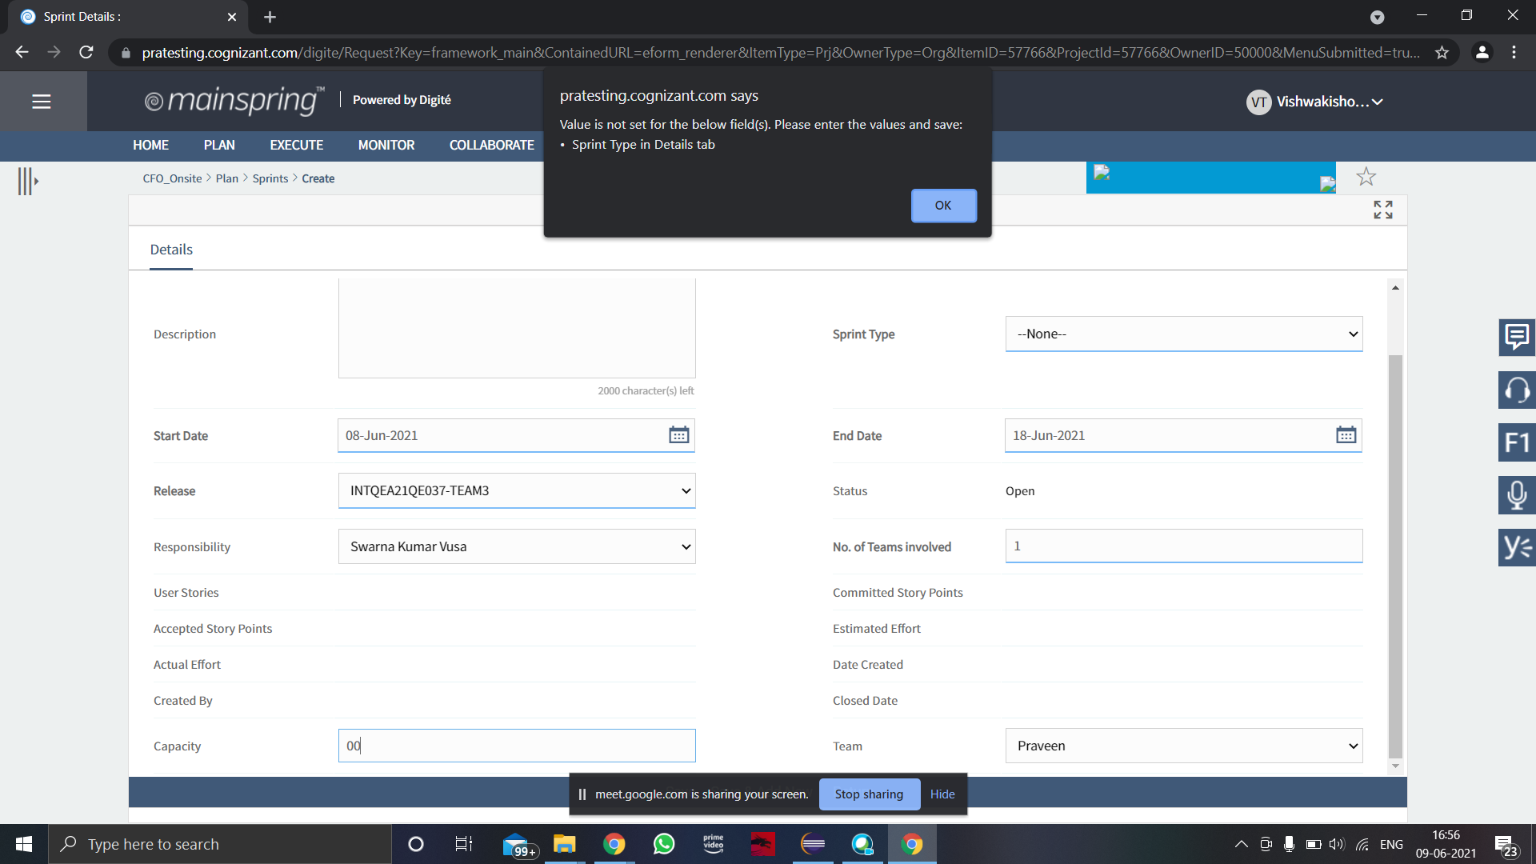 Sprint Details :
pratesting.cognizant.com/digite/Request?Key=framework_main&ContainedURL=eform_renderer&ItemType=Prj&OwnerType=Org&ItemID=57766&ProjectId=57766&OwnerID=50000&MenuSubmitted=tru...
mainspring™ | Powered by Digité
VT Vishwakisho...
HOME PLAN EXECUTE MONITOR COLLABORATE
pratesting.cognizant.com says
Value is not set for the below field(s). Please enter the values and save:
• Sprint Type in Details tab
OK
CFO_Onsite > Plan > Sprints > Create
Details
Description
2000 character(s) left
Sprint Type --None--
Start Date 08-Jun-2021
End Date 18-Jun-2021
Release INTQEA21QE037-TEAM3
Status Open
Responsibility Swarna Kumar Vusa
No. of Teams involved 1
User Stories
Committed Story Points
Accepted Story Points
Estimated Effort
Actual Effort
Date Created
Created By
Closed Date
Capacity 00
Team Praveen
F1
meet.google.com is sharing your screen. Stop sharing Hide
Type here to search
99+
prime video
ENG
16:56
09-06-2021
23